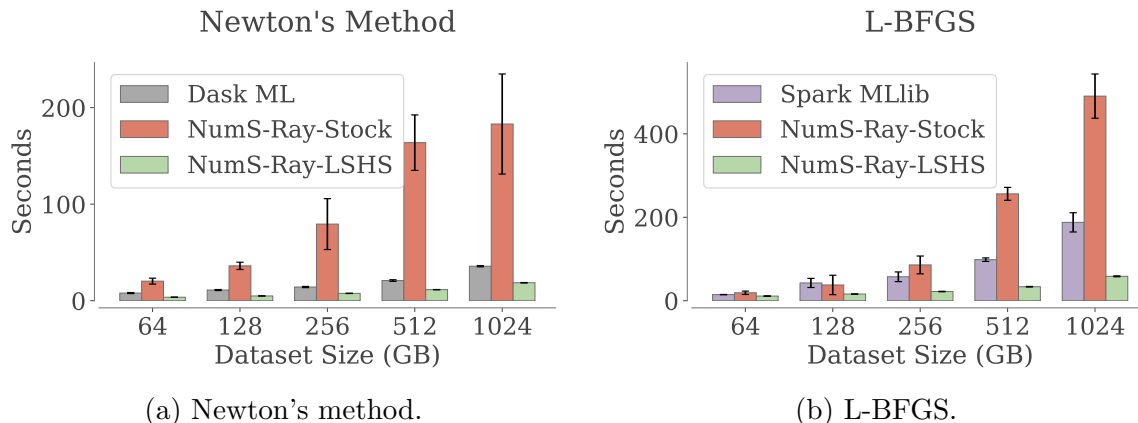 Newton's Method
Seconds
200
100
0
Dask ML
NumS-Ray-Stock
NumS-Ray-LSHS
64 128 256 512 1024
Dataset Size (GB)
(a) Newton's method.
L-BFGS
Seconds
400
200
0
Spark MLlib
NumS-Ray-Stock
NumS-Ray-LSHS
64 128 256 512 1024
Dataset Size (GB)
(b) L-BFGS.